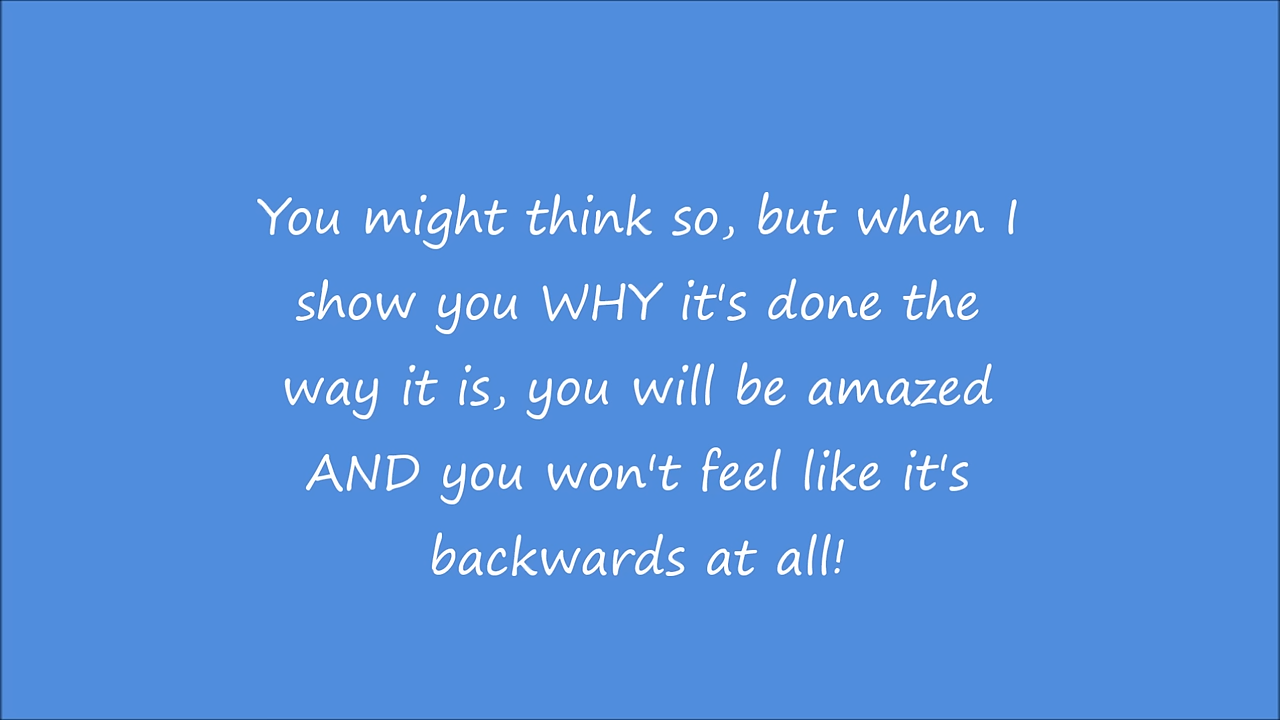 You might think so, but when I
show you WHY it's done the
way it is, you will be amazed
AND you won't feel like it's
backwards at all!